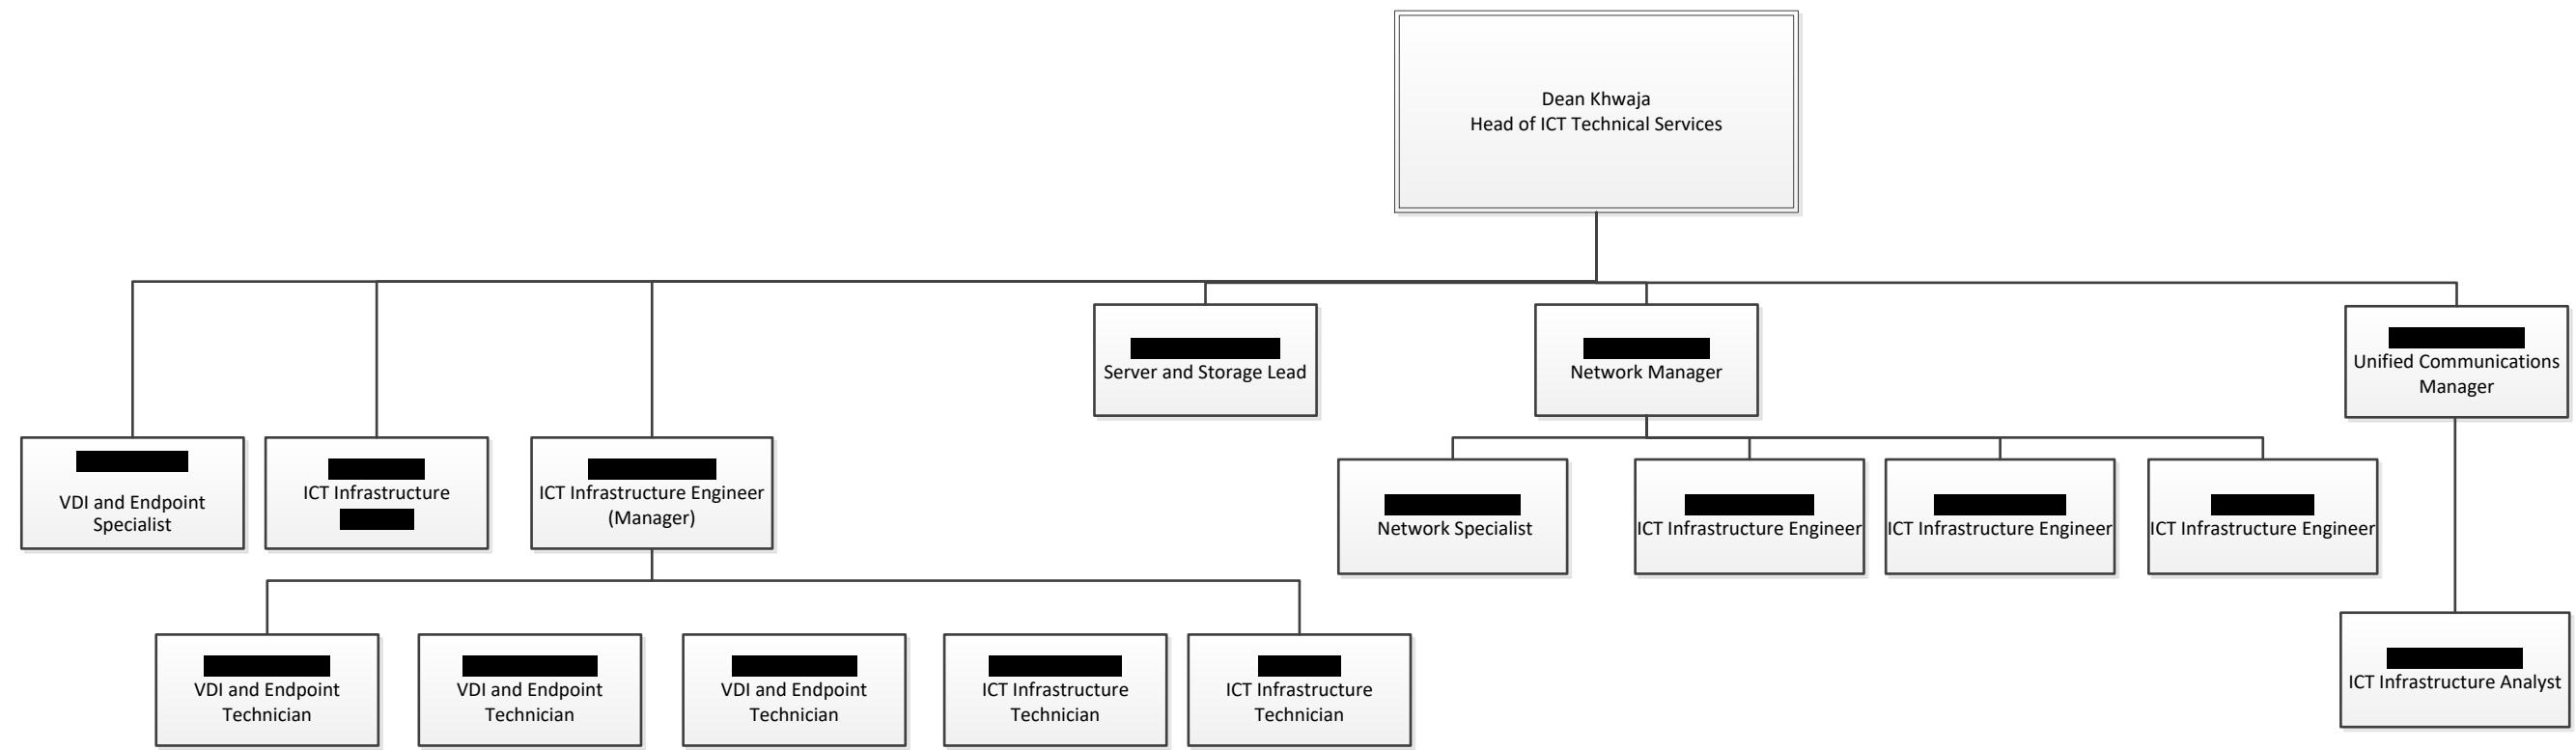 Dean Khwaja
Head of ICT Technical Services
Server and Storage Lead
Network Manager
Unified Communications
Manager
VDI and Endpoint
Specialist
ICT Infrastructure
ICT Infrastructure Engineer
(Manager)
Network Specialist
ICT Infrastructure Engineer
ICT Infrastructure Engineer
ICT Infrastructure Engineer
VDI and Endpoint
Technician
VDI and Endpoint
Technician
VDI and Endpoint
Technician
ICT Infrastructure
Technician
ICT Infrastructure
Technician
ICT Infrastructure Analyst